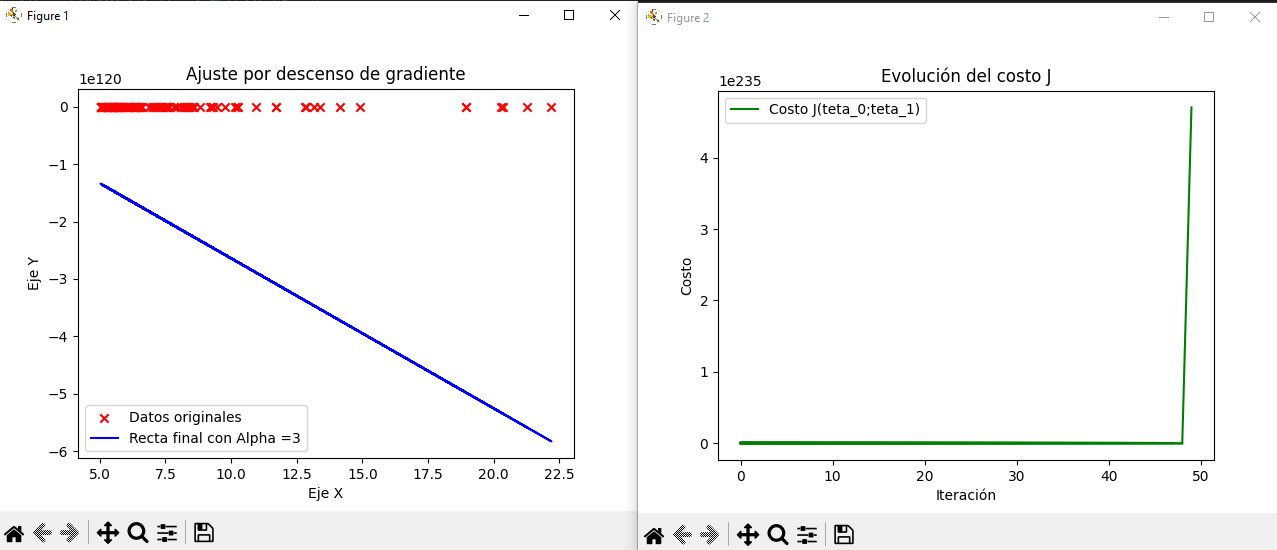 Figure 1
Ajuste por descenso de gradiente
1e120
0
−1
−2
−3
−4
−5
−6
Eje Y
Datos originales
Recta final con Alpha =3
5.0 7.5 10.0 12.5 15.0 17.5 20.0 22.5
Eje X
Figure 2
Evolución del costo J
1e235
Costo J(teta_0;teta_1)
4
3
2
1
0
Costo
0 10 20 30 40 50
Iteración